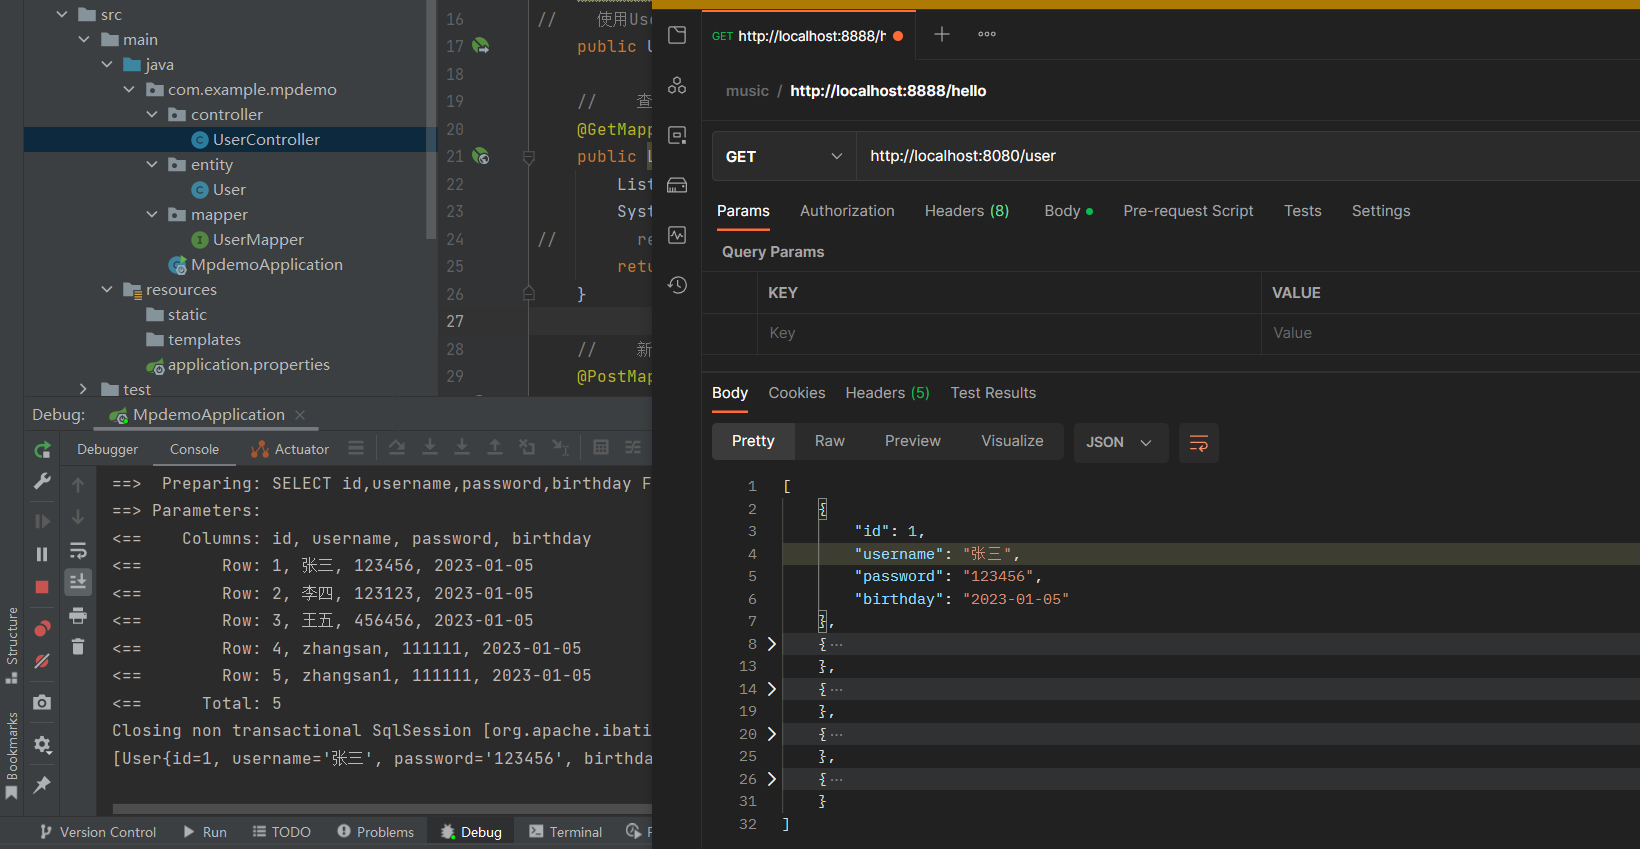 src
main
java
com.example.mpdemo
controller
UserController
entity
User
mapper
UserMapper
MpdemoApplication
resources
static
templates
application.properties
test
16 // 使用Use
17 public U
18
19 // 查
20 @GetMapp
21 public L
22 List
23 Syst
24 // re
25 retu
26 }
27
28 // 新
29 @PostMap
Debug: MpdemoApplication
Debugger Console Actuator
==> Preparing: SELECT id,username,password,birthday F
==> Parameters:
<== Columns: id, username, password, birthday
<== Row: 1, 张三, 123456, 2023-01-05
<== Row: 2, 李四, 123123, 2023-01-05
<== Row: 3, 王五, 456456, 2023-01-05
<== Row: 4, zhangsan, 111111, 2023-01-05
<== Row: 5, zhangsan1, 111111, 2023-01-05
<== Total: 5
Closing non transactional SqlSession [org.apache.ibati
[User{id=1, username='张三', password='123456', birthda
Structure
Bookmarks
Version Control Run TODO Problems Debug Terminal
GET http://localhost:8888/h
music / http://localhost:8888/hello
GET http://localhost:8080/user
Params Authorization Headers (8) Body Pre-request Script Tests Settings
Query Params
KEY VALUE
Key Value
Body Cookies Headers (5) Test Results
Pretty Raw Preview Visualize JSON
1 [
2 {
3 "id": 1,
4 "username": "张三",
5 "password": "123456",
6 "birthday": "2023-01-05"
7 },
8 { ...
13 },
14 { ...
19 },
20 { ...
25 },
26 { ...
31 }
32 ]